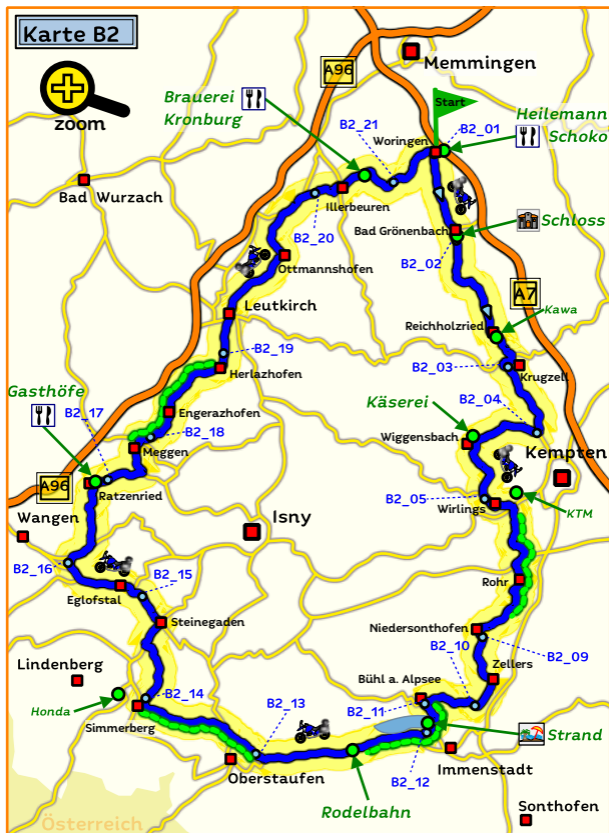 Karte B2
zoom
A96
Memmingen
Start
Brauerei
Kronburg
B2_21
B2_01
Heilemann
Schoko
Woringen
Bad Wurzach
Illerbeuren
B2_20
Bad Grönenbach
Schloss
B2_02
Ottmannshofen
A7
Leutkirch
Reichholzried
Kawa
B2_19
B2_03
Krugzell
Herlazhofen
Gasthöfe
B2_17
Engerazhofen
B2_18
Käserei
B2_04
Wiggensbach
Meggen
Kempten
A96
Ratzenried
B2_05
Wirlings
KTM
Wangen
Isny
B2_16
B2_15
Eglofstal
Rohr
Steinegaden
Niedersonthofen
B2_09
B2_10
Zellers
Lindenberg
Bühl a. Alpsee
B2_14
B2_11
Honda
Simmerberg
B2_13
Strand
Oberstaufen
B2_12
Immenstadt
Rodelbahn
Sonthofen
Österreich